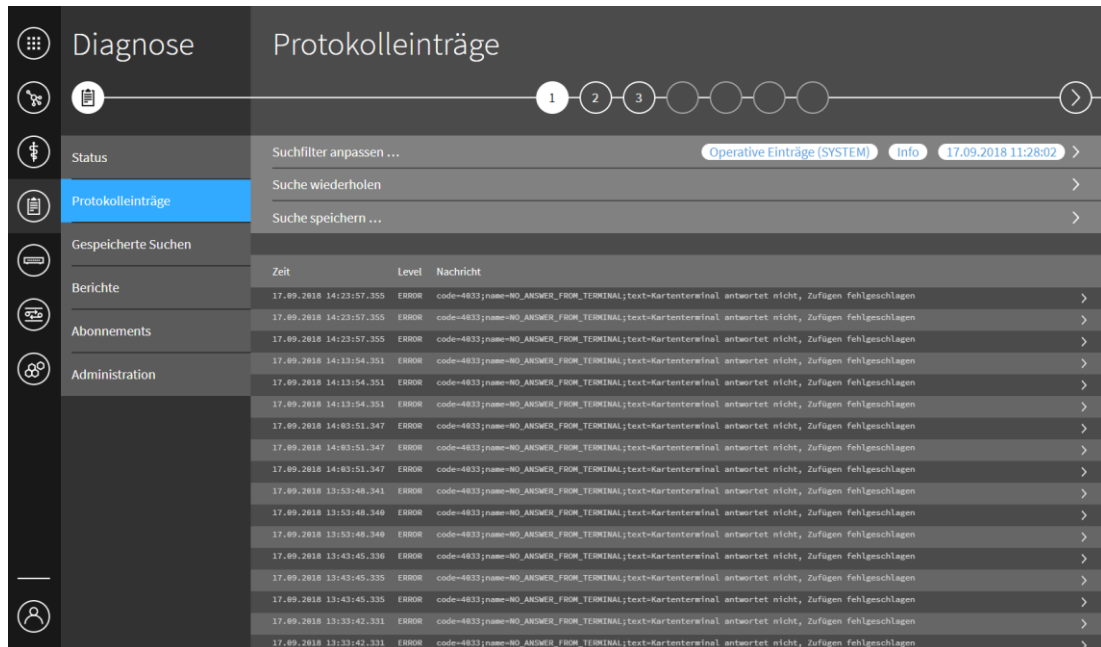 Diagnose
Protokolleinträge
1 2 3
Status
Protokolleinträge
Gespeicherte Suchen
Berichte
Abonnements
Administration
Suchfilter anpassen ... Operative Einträge (SYSTEM) Info 17.09.2018 11:28:02
Suche wiederholen
Suche speichern ...
Zeit Level Nachricht
17.09.2018 14:23:57.355 ERROR code=4033;name=NO_ANSWER_FROM_TERMINAL;text=Kartenterminal antwortet nicht, Zufügen fehlgeschlagen
17.09.2018 14:23:57.355 ERROR code=4033;name=NO_ANSWER_FROM_TERMINAL;text=Kartenterminal antwortet nicht, Zufügen fehlgeschlagen
17.09.2018 14:23:57.355 ERROR code=4033;name=NO_ANSWER_FROM_TERMINAL;text=Kartenterminal antwortet nicht, Zufügen fehlgeschlagen
17.09.2018 14:13:54.351 ERROR code=4033;name=NO_ANSWER_FROM_TERMINAL;text=Kartenterminal antwortet nicht, Zufügen fehlgeschlagen
17.09.2018 14:13:54.351 ERROR code=4033;name=NO_ANSWER_FROM_TERMINAL;text=Kartenterminal antwortet nicht, Zufügen fehlgeschlagen
17.09.2018 14:13:54.351 ERROR code=4033;name=NO_ANSWER_FROM_TERMINAL;text=Kartenterminal antwortet nicht, Zufügen fehlgeschlagen
17.09.2018 14:03:51.347 ERROR code=4033;name=NO_ANSWER_FROM_TERMINAL;text=Kartenterminal antwortet nicht, Zufügen fehlgeschlagen
17.09.2018 14:03:51.347 ERROR code=4033;name=NO_ANSWER_FROM_TERMINAL;text=Kartenterminal antwortet nicht, Zufügen fehlgeschlagen
17.09.2018 14:03:51.347 ERROR code=4033;name=NO_ANSWER_FROM_TERMINAL;text=Kartenterminal antwortet nicht, Zufügen fehlgeschlagen
17.09.2018 13:53:48.341 ERROR code=4033;name=NO_ANSWER_FROM_TERMINAL;text=Kartenterminal antwortet nicht, Zufügen fehlgeschlagen
17.09.2018 13:53:48.340 ERROR code=4033;name=NO_ANSWER_FROM_TERMINAL;text=Kartenterminal antwortet nicht, Zufügen fehlgeschlagen
17.09.2018 13:53:48.340 ERROR code=4033;name=NO_ANSWER_FROM_TERMINAL;text=Kartenterminal antwortet nicht, Zufügen fehlgeschlagen
17.09.2018 13:43:45.336 ERROR code=4033;name=NO_ANSWER_FROM_TERMINAL;text=Kartenterminal antwortet nicht, Zufügen fehlgeschlagen
17.09.2018 13:43:45.335 ERROR code=4033;name=NO_ANSWER_FROM_TERMINAL;text=Kartenterminal antwortet nicht, Zufügen fehlgeschlagen
17.09.2018 13:43:45.335 ERROR code=4033;name=NO_ANSWER_FROM_TERMINAL;text=Kartenterminal antwortet nicht, Zufügen fehlgeschlagen
17.09.2018 13:33:42.331 ERROR code=4033;name=NO_ANSWER_FROM_TERMINAL;text=Kartenterminal antwortet nicht, Zufügen fehlgeschlagen
17.09.2018 13:33:42.331 ERROR code=4033;name=NO_ANSWER_FROM_TERMINAL;text=Kartenterminal antwortet nicht, Zufügen fehlgeschlagen